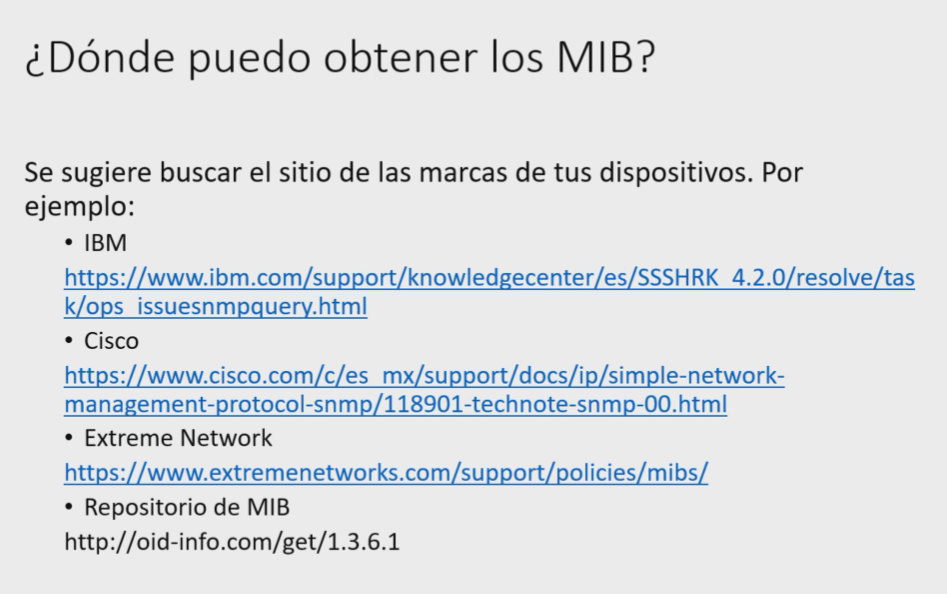 ¿Dónde puedo obtener los MIB?
Se sugiere buscar el sitio de las marcas de tus dispositivos. Por
ejemplo:
• IBM
https://www.ibm.com/support/knowledgecenter/es/SSSHRK_4.2.0/resolve/tas
k/ops_issuesnmpquery.html
• Cisco
https://www.cisco.com/c/es_mx/support/docs/ip/simple-network-
management-protocol-snmp/118901-technote-snmp-00.html
• Extreme Network
https://www.extremenetworks.com/support/policies/mibs/
• Repositorio de MIB
http://oid-info.com/get/1.3.6.1